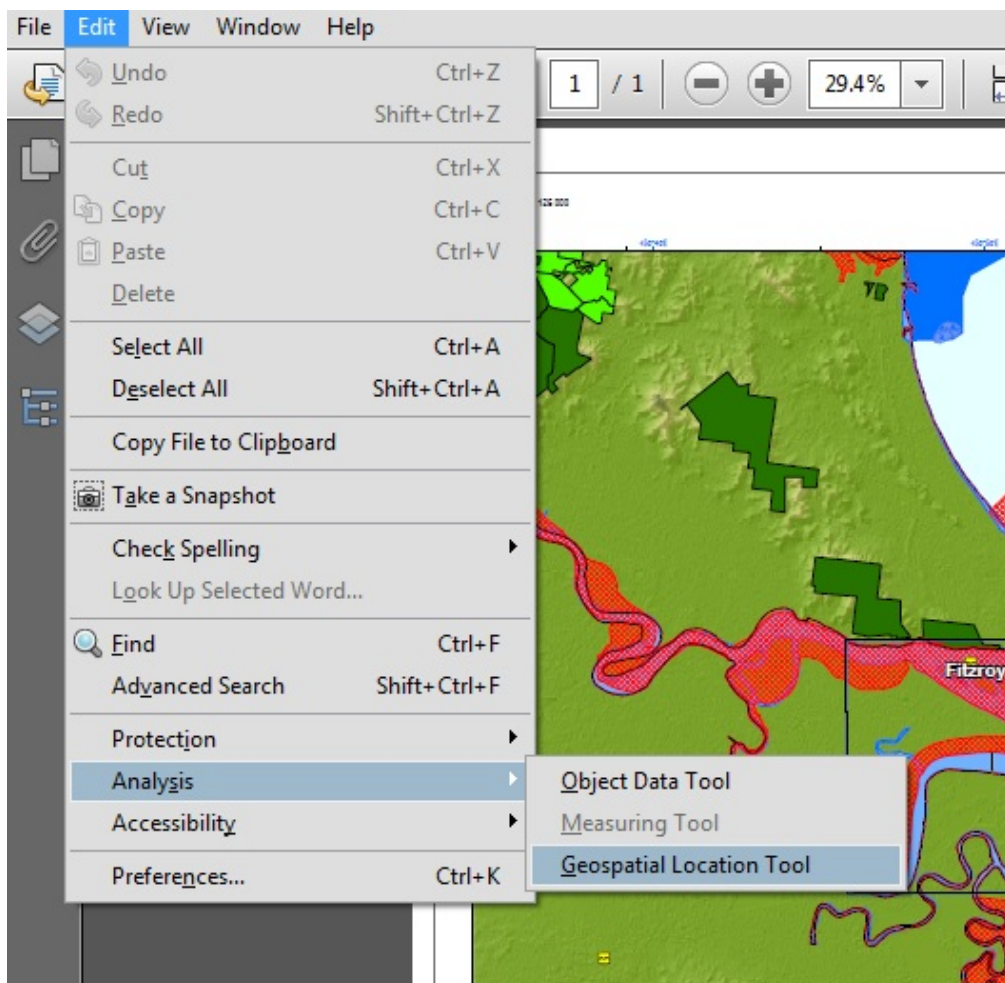 File Edit View Window Help
1 / 1 29.4%
Undo Ctrl+Z
Redo Shift+Ctrl+Z
Cut Ctrl+X
Copy Ctrl+C
Paste Ctrl+V
Delete
Select All Ctrl+A
Deselect All Shift+Ctrl+A
Copy File to Clipboard
Take a Snapshot
Check Spelling
Look Up Selected Word...
Find Ctrl+F
Advanced Search Shift+Ctrl+F
Fitzroy
Protection
Analysis
Accessibility
Preferences... Ctrl+K
Object Data Tool
Measuring Tool
Geospatial Location Tool